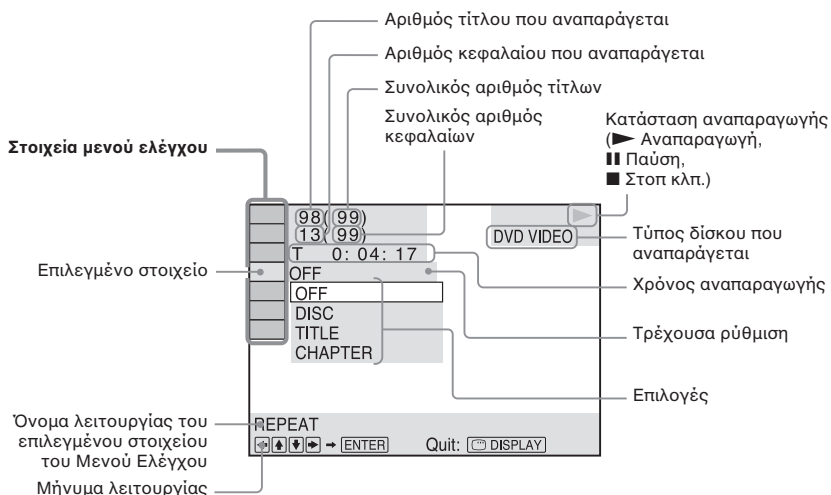 Αριθμός τίτλου που αναπαράγεται
Αριθμός κεφαλαίου που αναπαράγεται
Συνολικός αριθμός τίτλων
Συνολικός αριθμός
κεφαλαίων
Κατάσταση αναπαραγωγής
(► Αναπαραγωγή,
▮▮ Παύση,
■ Στοπ κλπ.)
Στοιχεία μενού ελέγχου
98(99)
13(99)
T 0: 04: 17
DVD VIDEO
Τύπος δίσκου που
αναπαράγεται
Χρόνος αναπαραγωγής
Επιλεγμένο στοιχείο
OFF
OFF
DISC
TITLE
CHAPTER
Τρέχουσα ρύθμιση
Επιλογές
Όνομα λειτουργίας του
επιλεγμένου στοιχείου
του Μενού Ελέγχου
REPEAT
ENTER Quit: DISPLAY
Μήνυμα λειτουργίας